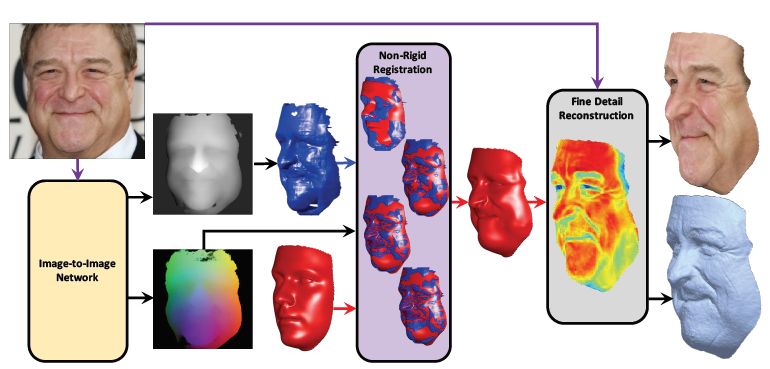 Non-Rigid
Registration
Fine Detail
Reconstruction
Image-to-Image
Network